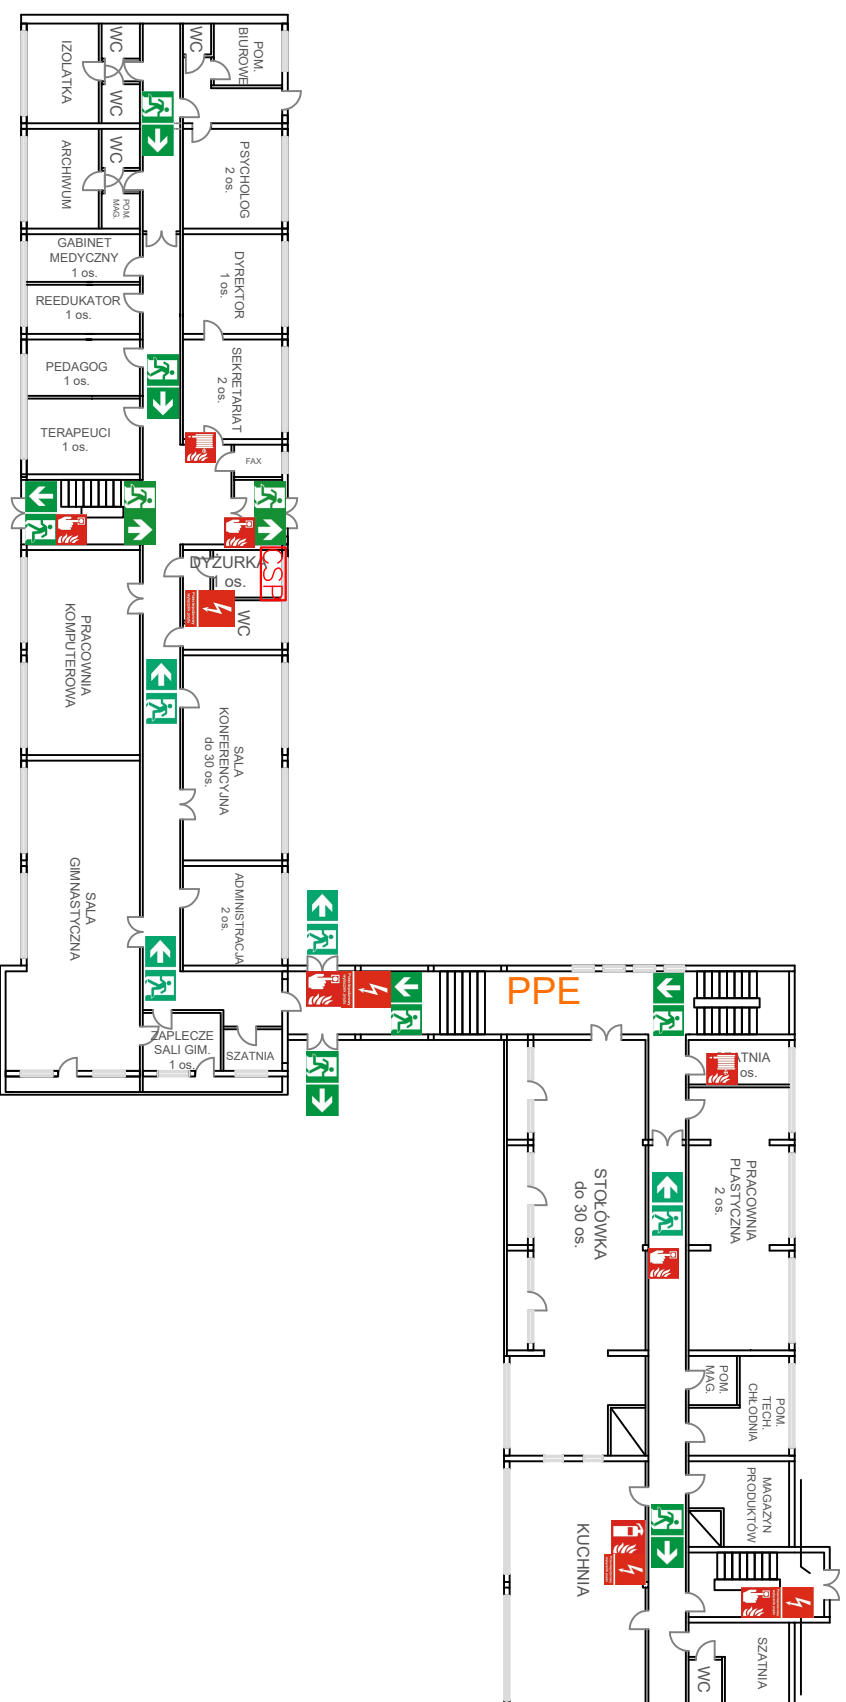 IZOLATKA
WC
WC
WC
POM.
BIUROWE
ARCHIWUM
WC
POM.
MAG.
PSYCHOLOG
2 os.
GABINET
MEDYCZNY
1 os.
DYREKTOR
1 os.
REEDUKATOR
1 os.
PEDAGOG
1 os.
SEKRETARIAT
2 os.
TERAPEUCI
1 os.
FAX
DYŻURKA
1 os.
CSP
WC
PRACOWNIA
KOMPUTEROWA
SALA
KONFERENCYJNA
do 30 os.
SALA
GIMNASTYCZNA
ADMINISTRACJA
2 os.
PPE
ZAPLECZE
SALI GIM.
1 os.
SZATNIA
ATNIA
os.
STOŁÓWKA
do 30 os.
PRACOWNIA
PLASTYCZNA
2 os.
POM.
MAG.
POM.
TECH.
CHŁODNIA
MAGAZYN
PRODUKTÓW
KUCHNIA
SZATNIA
WC